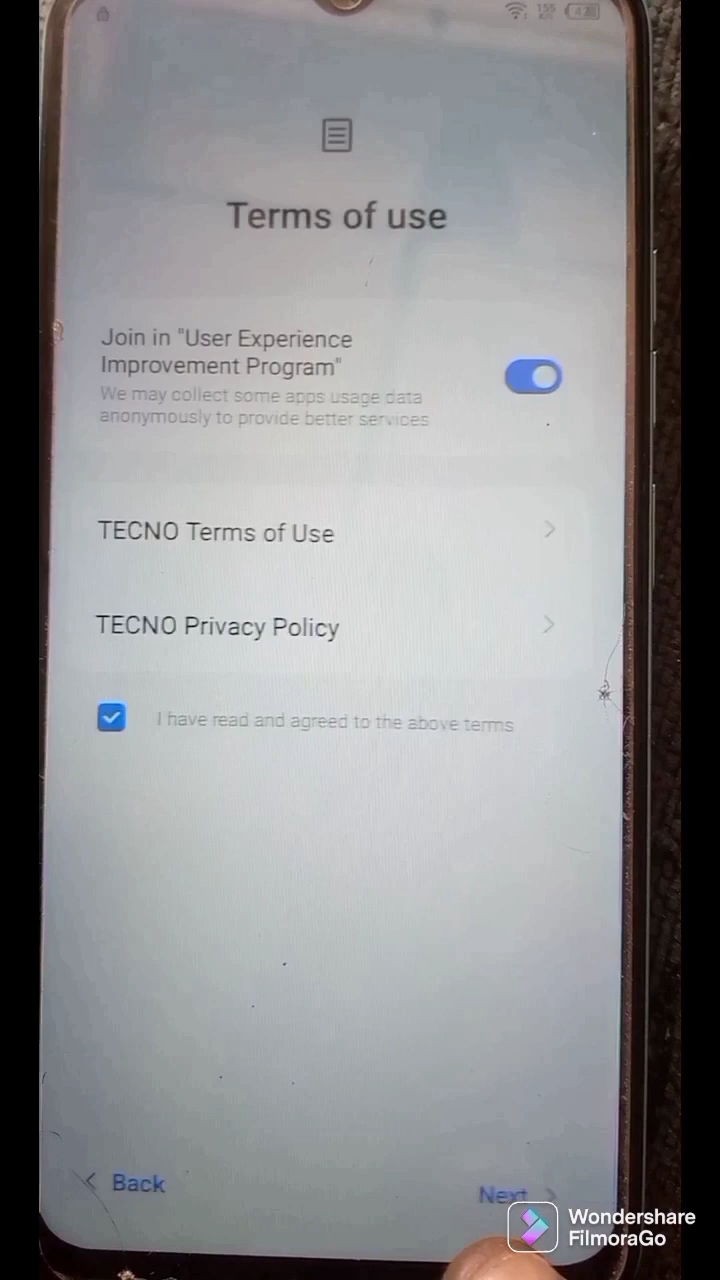 Terms of use
Join in "User Experience
Improvement Program"
We may collect some apps usage data
anonymously to provide better services
TECNO Terms of Use
TECNO Privacy Policy
I have read and agreed to the above terms
Back
Next
Wondershare
FilmoraGo